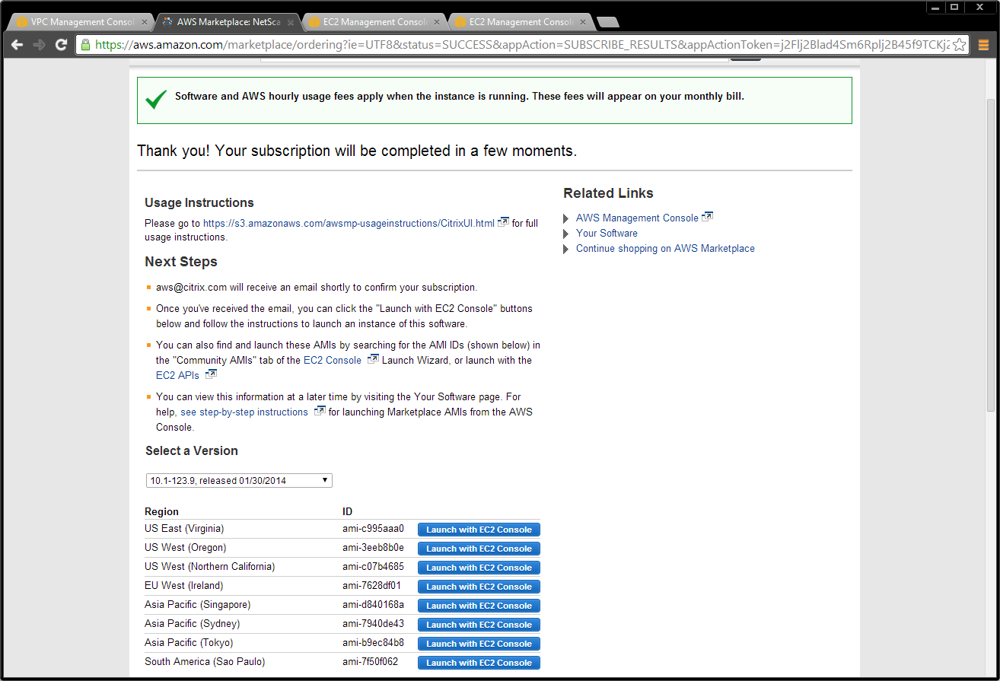 VPC Management Consol
AWS Marketplace: NetSca
EC2 Management Console
EC2 Management Console
https://aws.amazon.com/marketplace/ordering?ie=UTF8&status=SUCCESS&appAction=SUBSCRIBE_RESULTS&appActionToken=j2Flj2Blad4Sm6Rplj2B45f9TCKj2
Software and AWS hourly usage fees apply when the instance is running. These fees will appear on your monthly bill.
Thank you! Your subscription will be completed in a few moments.
Usage Instructions
Please go to https://s3.amazonaws.com/awsmp-usageinstructions/CitrixUI.html for full
usage instructions.
Next Steps
aws@citrix.com will receive an email shortly to confirm your subscription.
Once you've received the email, you can click the "Launch with EC2 Console" buttons
below and follow the instructions to launch an instance of this software.
You can also find and launch these AMIs by searching for the AMI IDs (shown below) in
the "Community AMIs" tab of the EC2 Console Launch Wizard, or launch with the
EC2 APIs
You can view this information at a later time by visiting the Your Software page. For
help, see step-by-step instructions for launching Marketplace AMIs from the AWS
Console.
Related Links
AWS Management Console
Your Software
Continue shopping on AWS Marketplace
Select a Version
10.1-123.9, released 01/30/2014
Region ID
US East (Virginia) ami-c995aaa0 Launch with EC2 Console
US West (Oregon) ami-3eeb8b0e Launch with EC2 Console
US West (Northern California) ami-c07b4685 Launch with EC2 Console
EU West (Ireland) ami-7628df01 Launch with EC2 Console
Asia Pacific (Singapore) ami-d840168a Launch with EC2 Console
Asia Pacific (Sydney) ami-7940de43 Launch with EC2 Console
Asia Pacific (Tokyo) ami-b9ec84b8 Launch with EC2 Console
South America (Sao Paulo) ami-7f50f062 Launch with EC2 Console